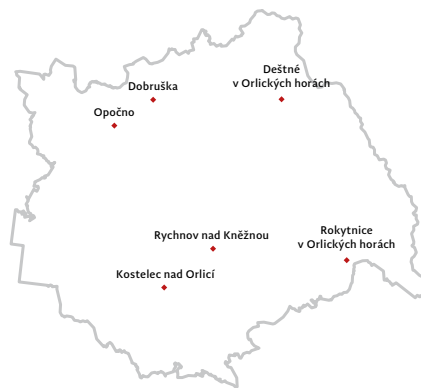 Deštné
v Orlických horách
Dobruška
Opočno
Rychnov nad Kněžnou
Rokytnice
v Orlických horách
Kostelec nad Orlicí